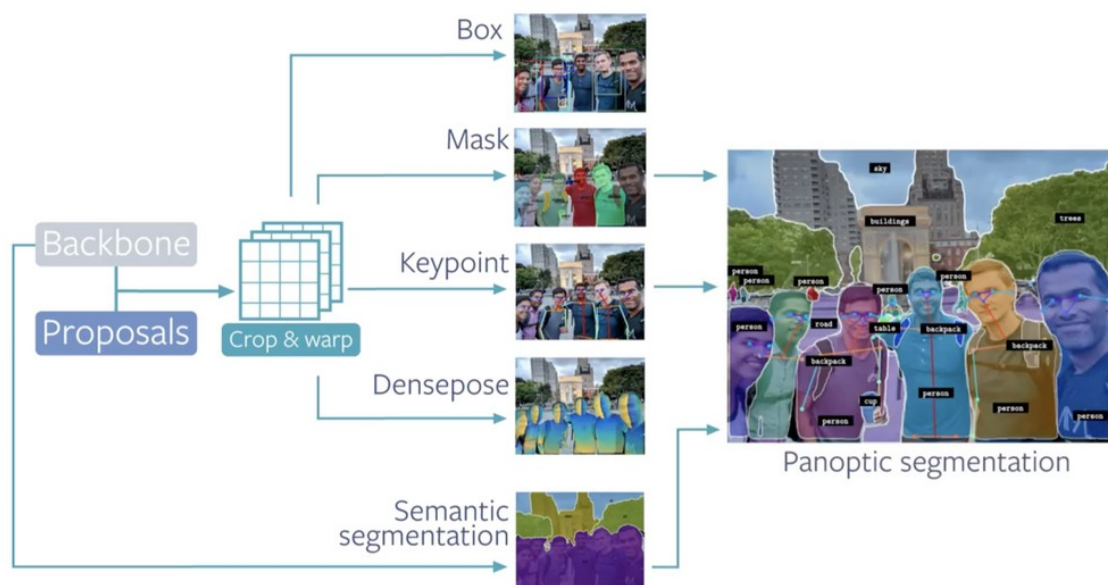 Box
Mask
Keypoint
Densepose
Semantic
segmentation
Backbone
Proposals
Crop & warp
sky
buildings
trees
person
person
person
person
person
person
road
table
backpack
backpack
backpack
cup
person
person
person
person
Panoptic segmentation